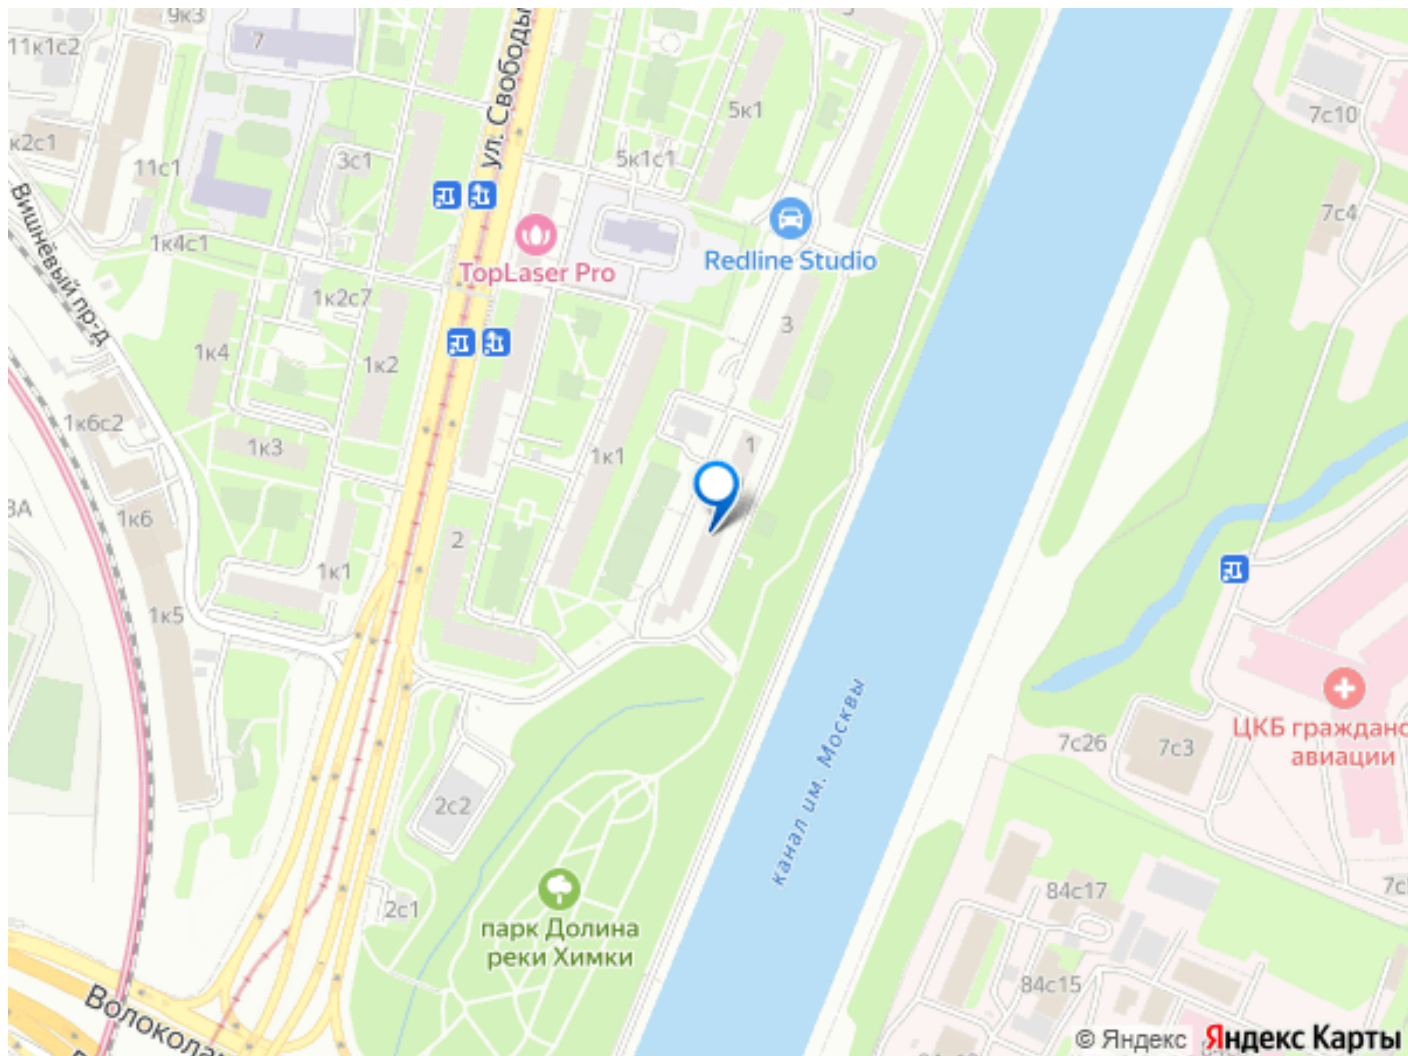 9к3
11к1с2
7
ул. Свободы
5к1
7с10
к2с1
11с1
3с1
5к1с1
7с4
Вишнёвый пр-д
1к4с1
TopLaser Pro
Redline Studio
1к2с7
3
1к4
1к2
1к6с2
1к3
1к1
1
1к6
2
1к1
1к5
канал им. Москвы
7с26
7с3
ЦКБ гражданс
авиации
2с2
84с17
2с1
парк Долина
реки Химки
84с15
Волокола
© Яндекс
Яндекс Карты